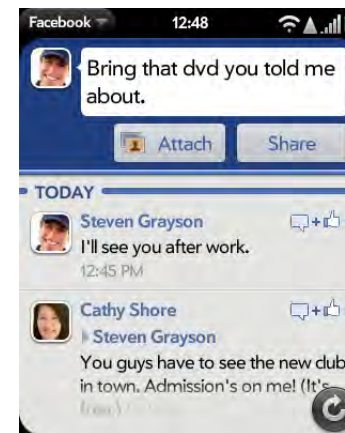 Facebook
12:48
Bring that dvd you told me
about.
Attach
Share
TODAY
Steven Grayson
I'll see you after work.
12:45 PM
Cathy Shore
Steven Grayson
You guys have to see the new club
in town. Admission's on me! (It's
free.)